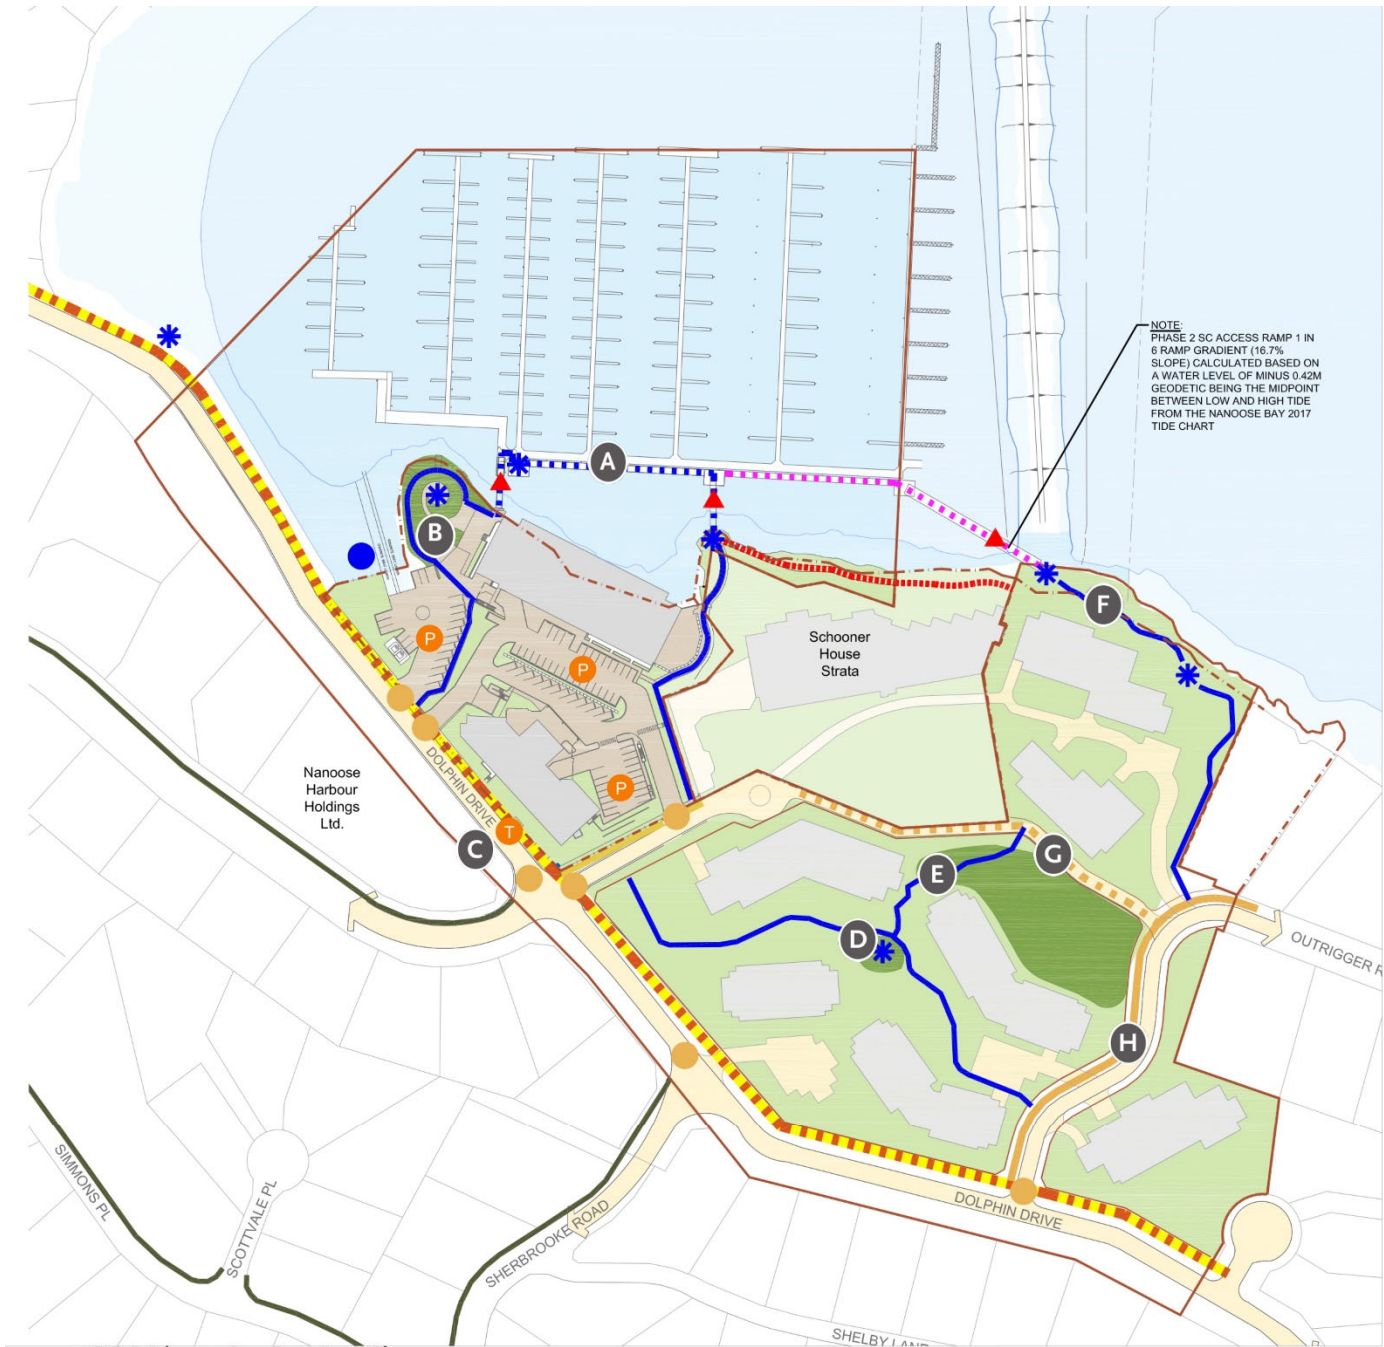 NOTE:
PHASE 2 SC ACCESS RAMP 1 IN
6 RAMP GRADIENT (16.7%
SLOPE) CALCULATED BASED ON
A WATER LEVEL OF MINUS 0.42M
GEODETIC BEING THE MIDPOINT
BETWEEN LOW AND HIGH TIDE
FROM THE NANOOSE BAY 2017
TIDE CHART
A
B
F
Schooner
House
Strata
P
P
P
DOLPHIN DRIVE
Nanoose
Harbour
Holdings
Ltd.
T
C
G
E
D
OUTRIGGER R
H
SIMMONS PL
SCOTTVALE PL
SHERBROOKE ROAD
DOLPHIN DRIVE
SHELBY LANE